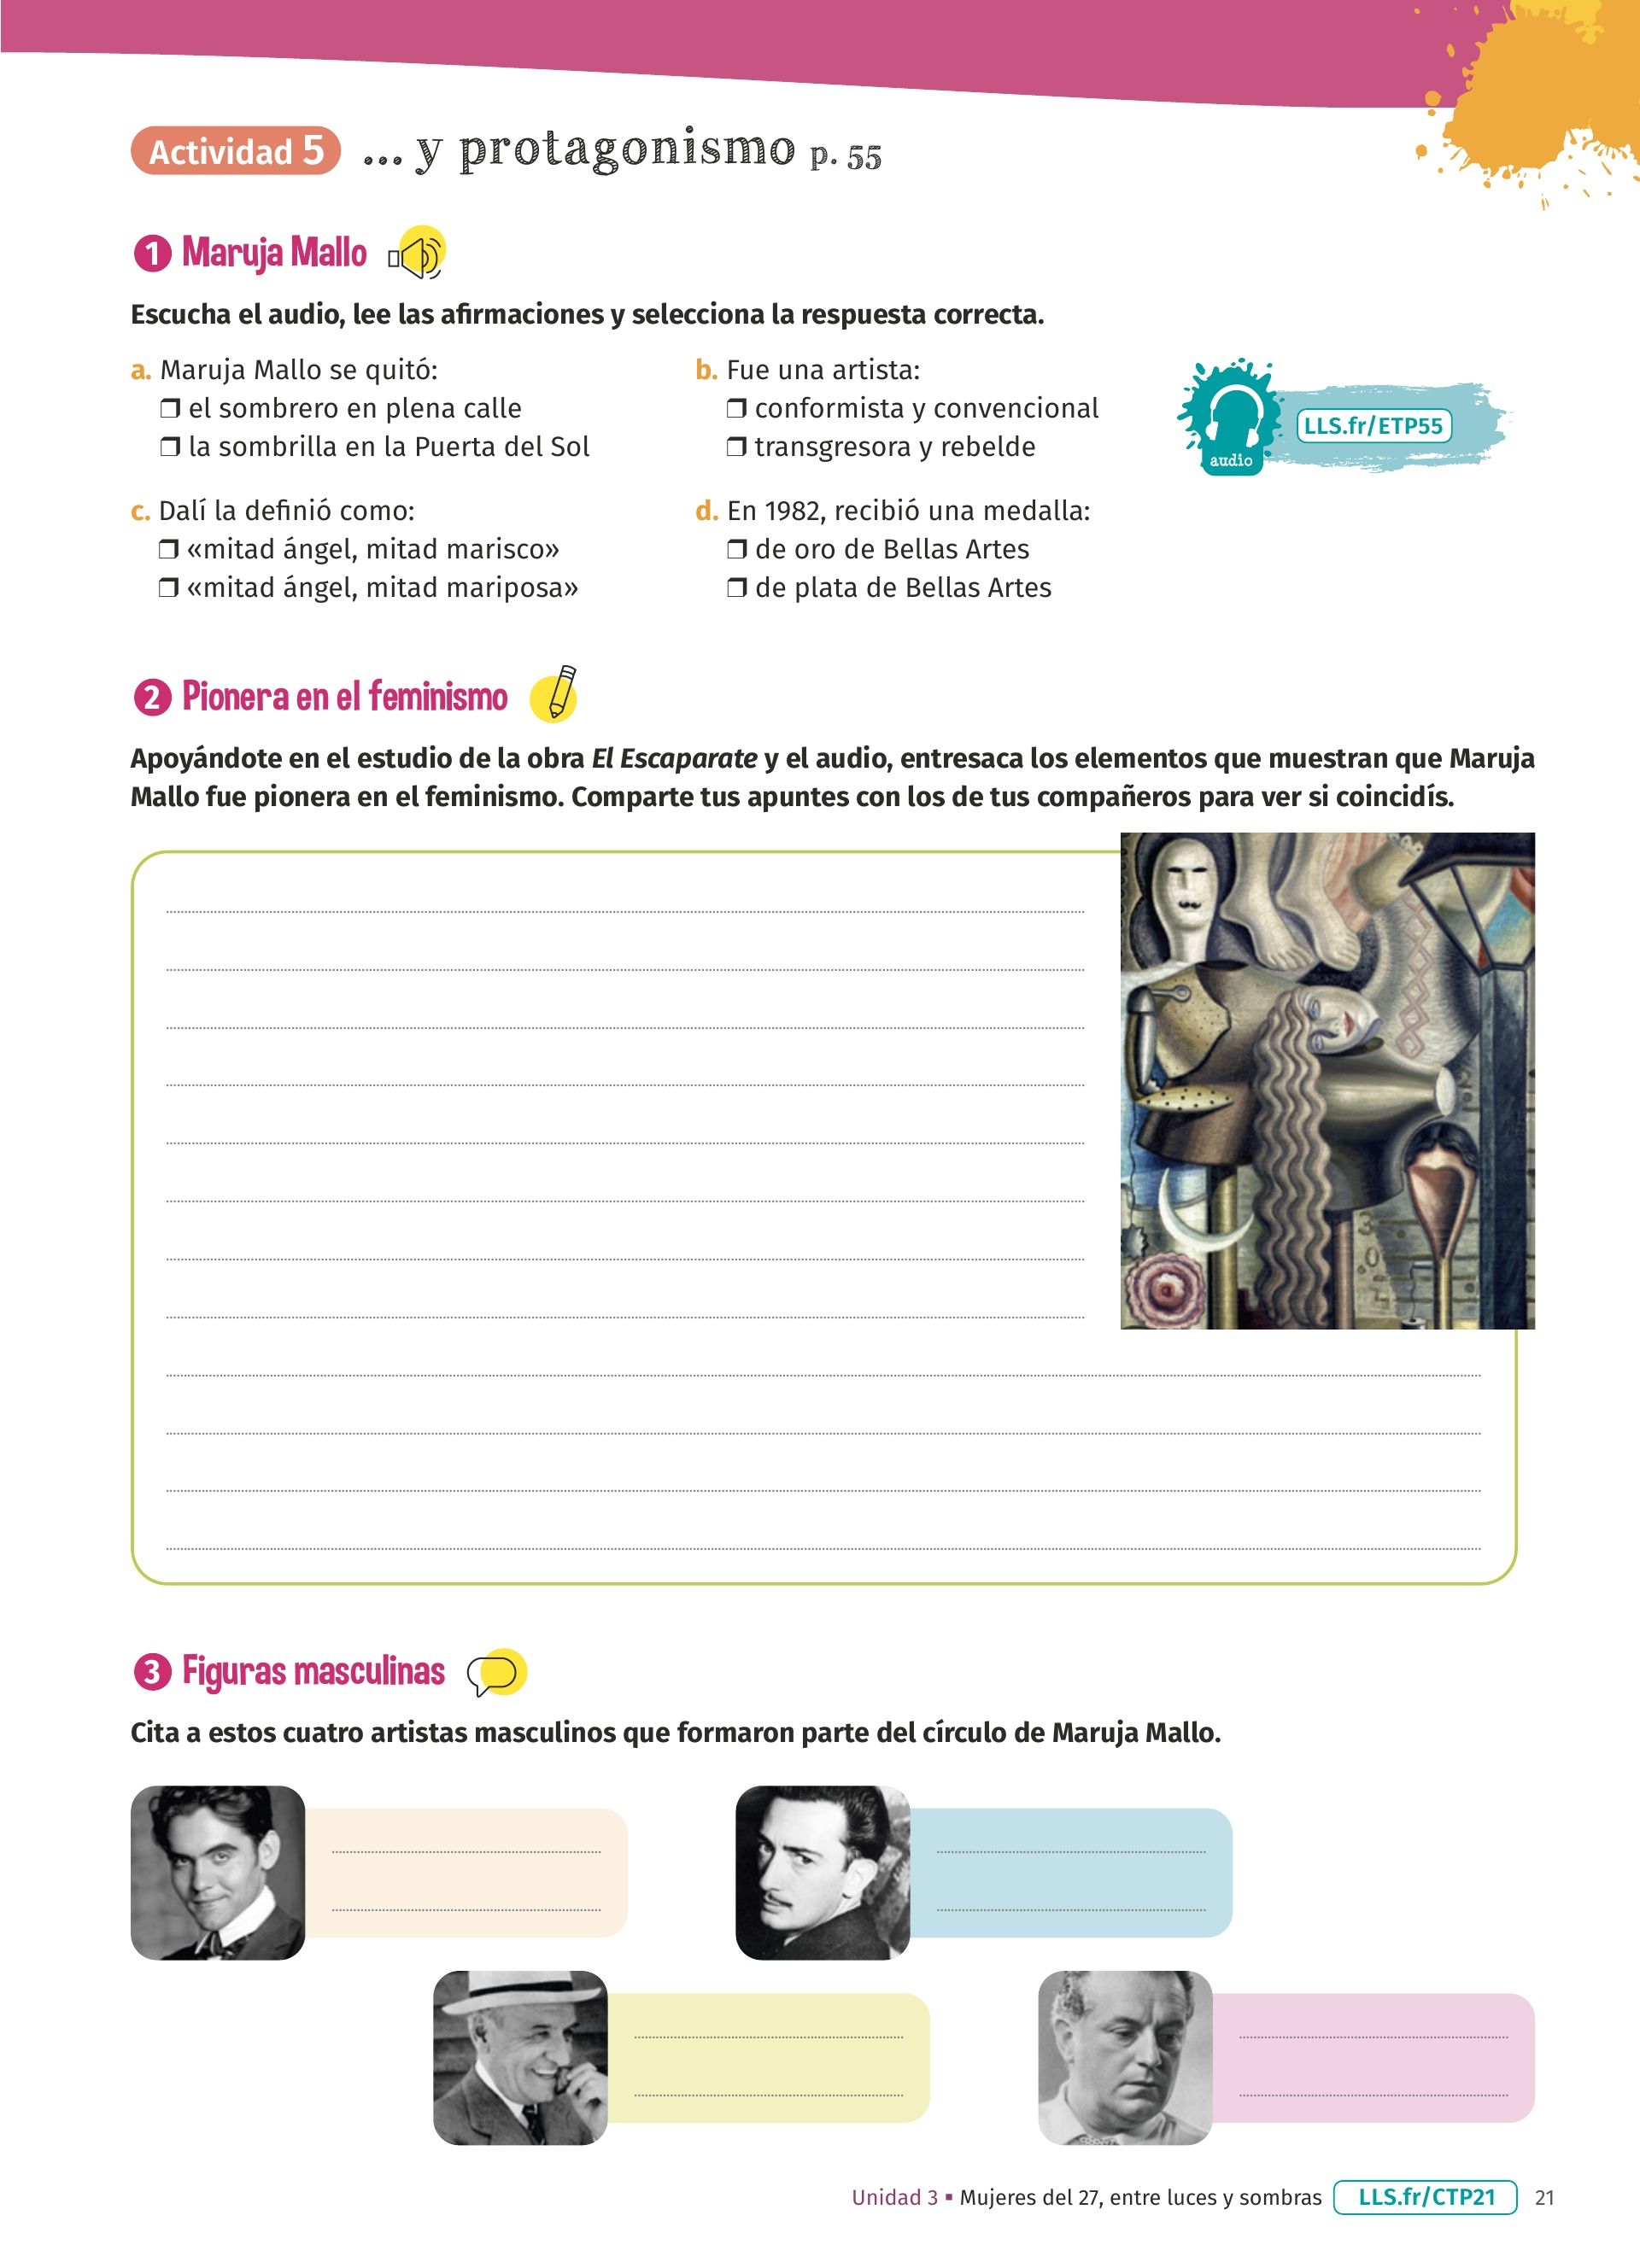 Actividad 5 ... y protagonismo p. 55
1 Maruja Mallo
Escucha el audio, lee las afirmaciones y selecciona la respuesta correcta.
a. Maruja Mallo se quitó:
❒ el sombrero en plena calle
❒ la sombrilla en la Puerta del Sol
b. Fue una artista:
❒ conformista y convencional
❒ transgresora y rebelde
audio
LLS.fr/ETP55
c. Dalí la definió como:
❒ «mitad ángel, mitad marisco»
❒ «mitad ángel, mitad mariposa»
d. En 1982, recibió una medalla:
❒ de oro de Bellas Artes
❒ de plata de Bellas Artes
2 Pionera en el feminismo
Apoyándote en el estudio de la obra El Escaparate y el audio, entresaca los elementos que muestran que Maruja
Mallo fue pionera en el feminismo. Comparte tus apuntes con los de tus compañeros para ver si coincidís.
3 Figuras masculinas
Cita a estos cuatro artistas masculinos que formaron parte del círculo de Maruja Mallo.
Unidad 3 ▪ Mujeres del 27, entre luces y sombras LLS.fr/CTP21 21